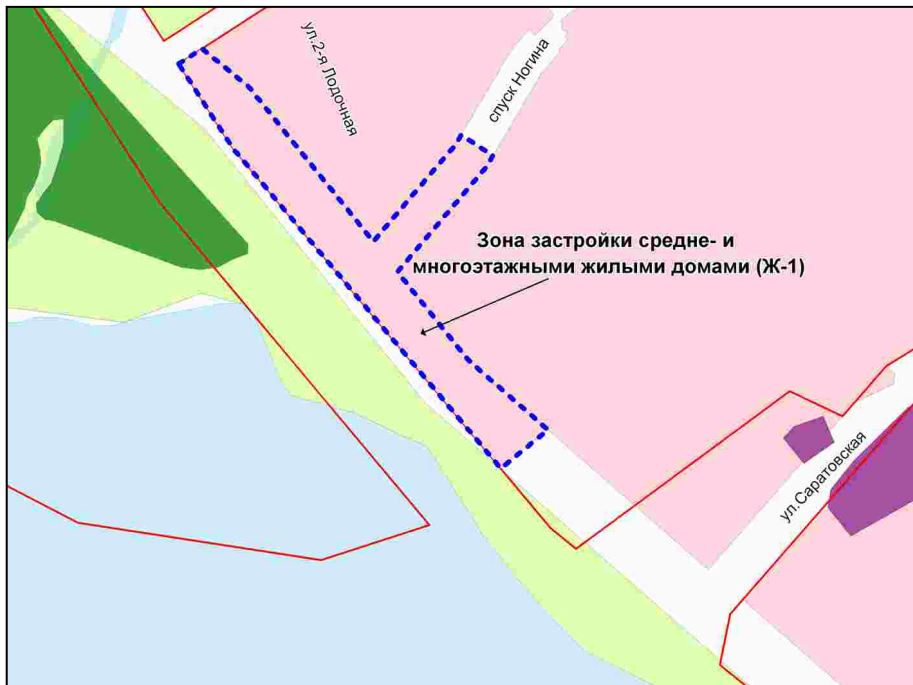 ул.2-я Лодочная
спуск Ногина
Зона застройки средне- и
многоэтажными жилыми домами (Ж-1)
ул.Саратовская